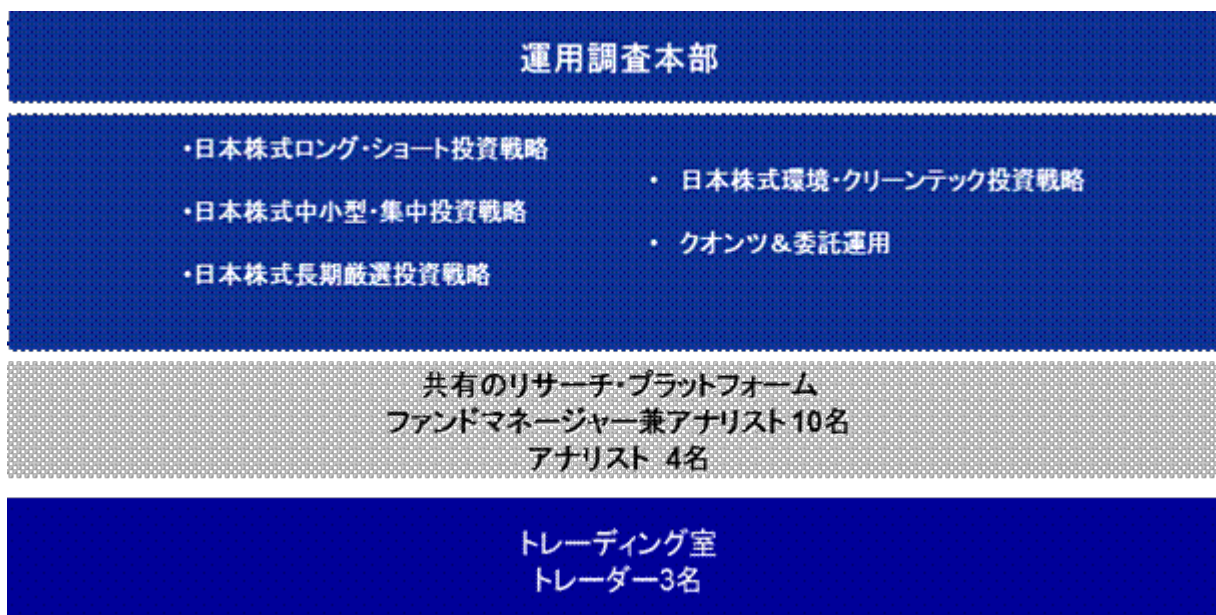 運用調査本部
・日本株式ロング・ショート投資戦略
・日本株式中小型・集中投資戦略
・日本株式長期厳選投資戦略
• 日本株式環境・クリーンテック投資戦略
• クオンツ＆委託運用
共有のリサーチ・プラットフォーム
ファンドマネージャー兼アナリスト10名
アナリスト 4名
トレーディング室
トレーダー3名